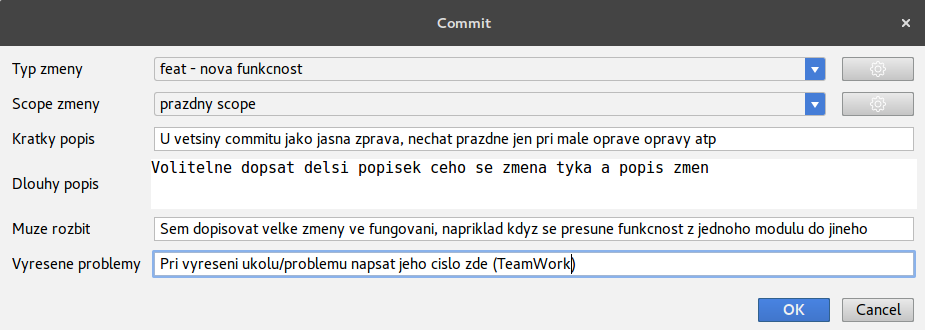 Commit
Typ zmeny feat - nova funkcnost
Scope zmeny prazdny scope
Kratky popis U vetsiny commitu jako jasna zprava, nechat prazdne jen pri male oprave opravy atp
Dlouhy popis Volitelne dopsat delsi popisek ceho se zmena tyka a popis zmen
Muze rozbit Sem dopisovat velke zmeny ve fungovani, napriklad kdyz se presune funkcnost z jednoho modulu do jineho
Vyresene problemy Pri vyreseni ukolu/problemu napsat jeho cislo zde (TeamWork)
OK Cancel